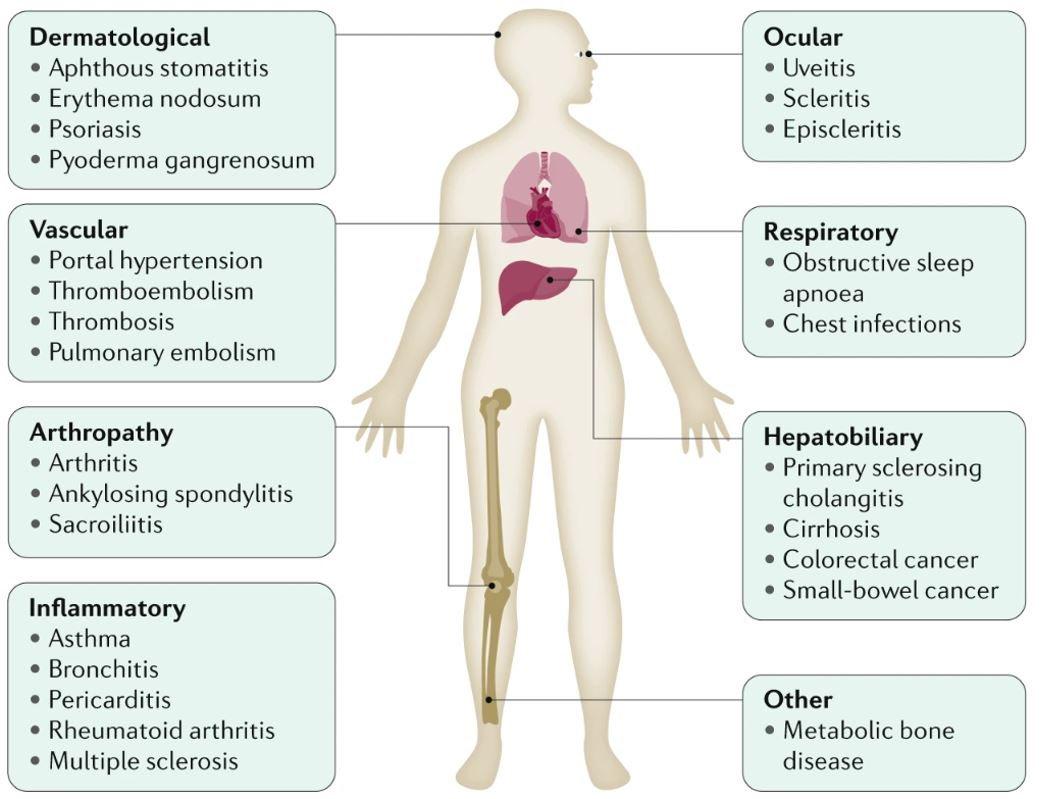 Dermatological
• Aphthous stomatitis
• Erythema nodosum
• Psoriasis
• Pyoderma gangrenosum
Vascular
• Portal hypertension
• Thromboembolism
• Thrombosis
• Pulmonary embolism
Arthropathy
• Arthritis
• Ankylosing spondylitis
• Sacroiliitis
Inflammatory
• Asthma
• Bronchitis
• Pericarditis
• Rheumatoid arthritis
• Multiple sclerosis
Ocular
• Uveitis
• Scleritis
• Episcleritis
Respiratory
• Obstructive sleep
apnoea
• Chest infections
Hepatobiliary
• Primary sclerosing
cholangitis
• Cirrhosis
• Colorectal cancer
• Small-bowel cancer
Other
• Metabolic bone
disease